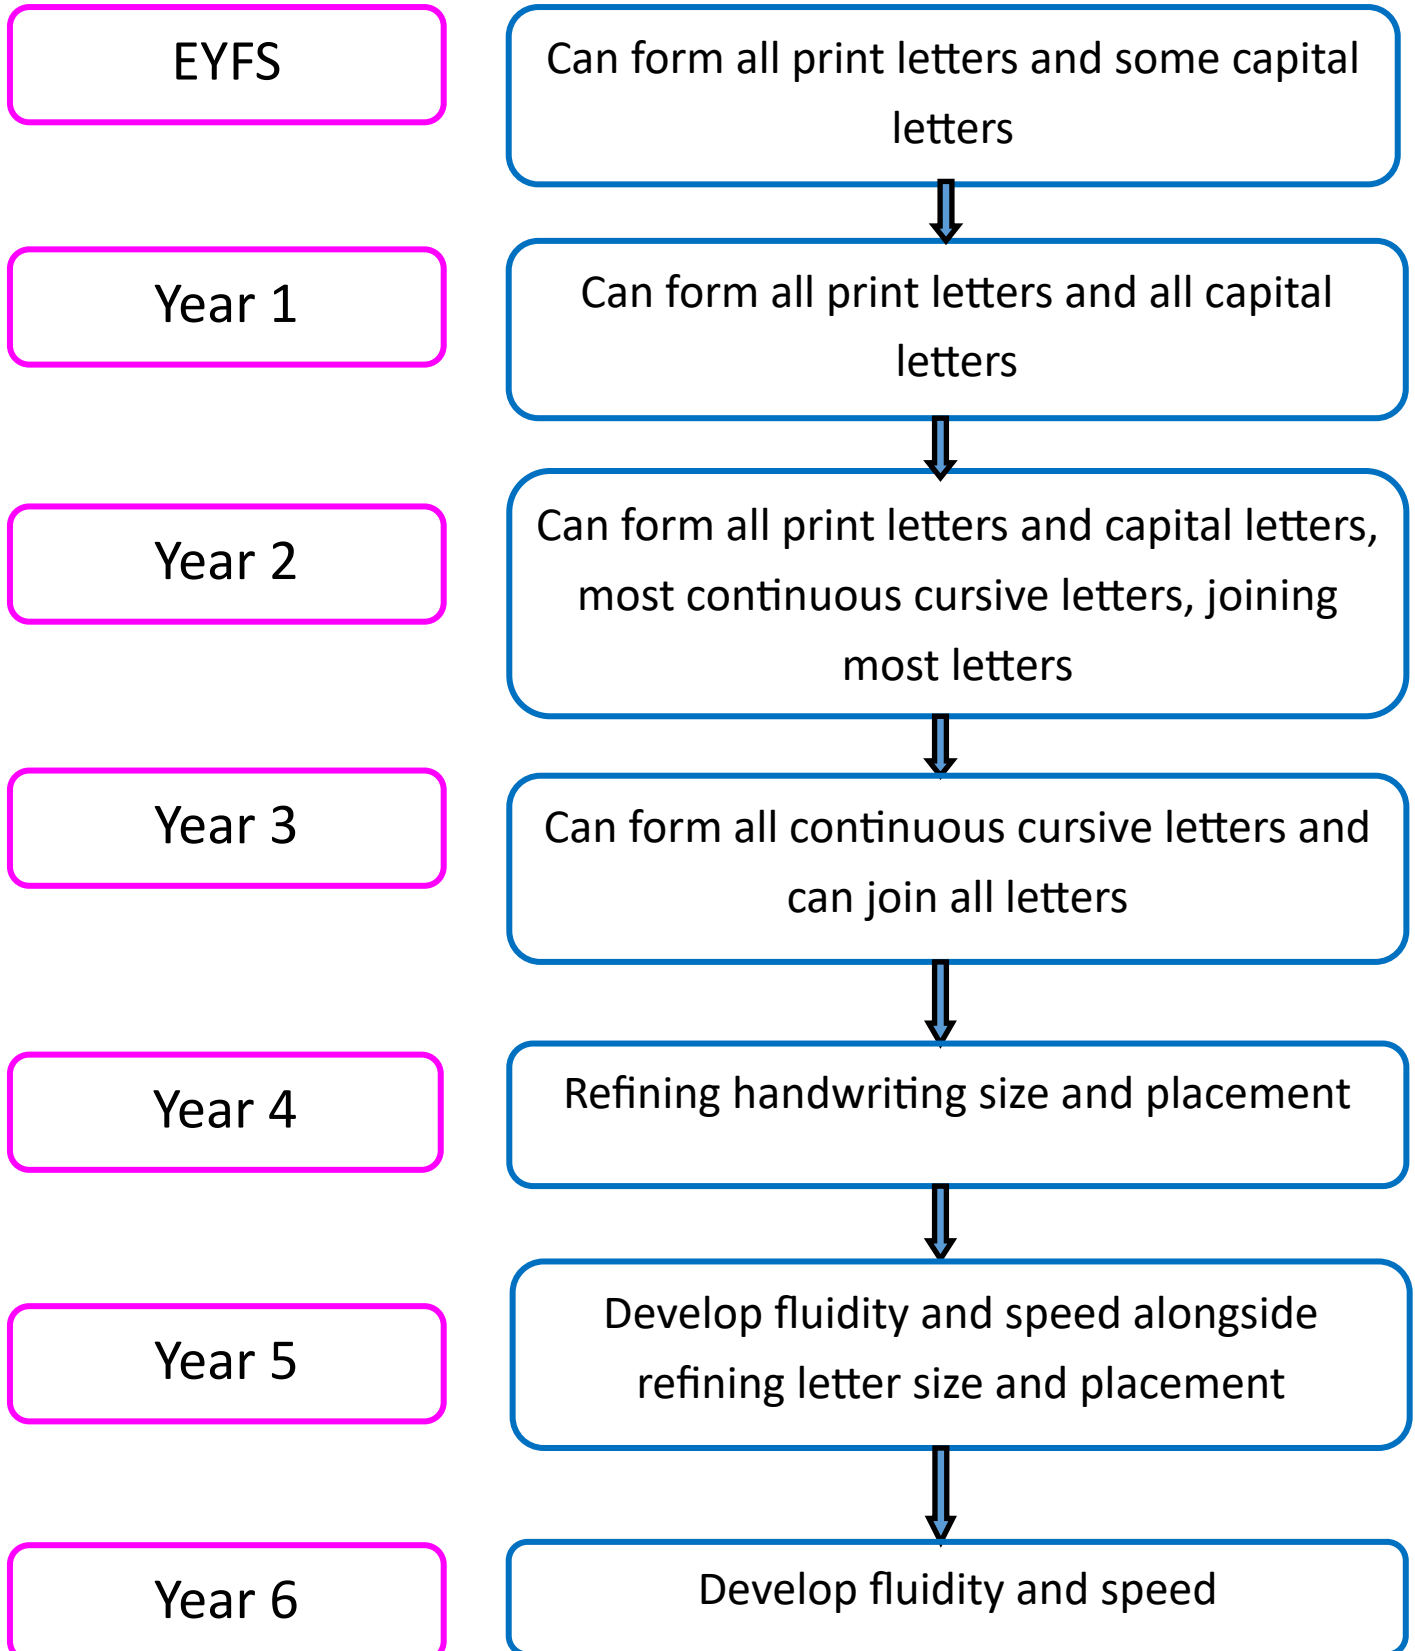 EYFS
Can form all print letters and some capital
letters
Year 1
Can form all print letters and all capital
letters
Year 2
Can form all print letters and capital letters,
most continuous cursive letters, joining
most letters
Year 3
Can form all continuous cursive letters and
can join all letters
Year 4
Refining handwriting size and placement
Year 5
Develop fluidity and speed alongside
refining letter size and placement
Year 6
Develop fluidity and speed